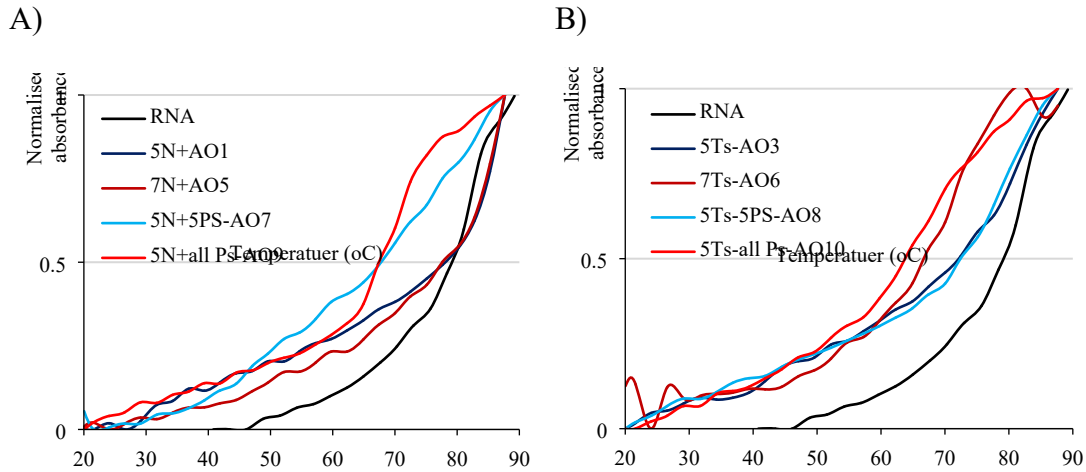 A)
Normalised
absorbance
1
0.5
0
RNA
5N+AO1
7N+AO5
5N+5PS-AO7
5N+all Ps-AO9
Temperatuer (oC)
20 30 40 50 60 70 80 90
B)
Normalised
absorbance
1
0.5
0
RNA
5Ts-AO3
7Ts-AO6
5Ts-5PS-AO8
5Ts-all Ps-AO10
Temperatuer (oC)
20 30 40 50 60 70 80 90